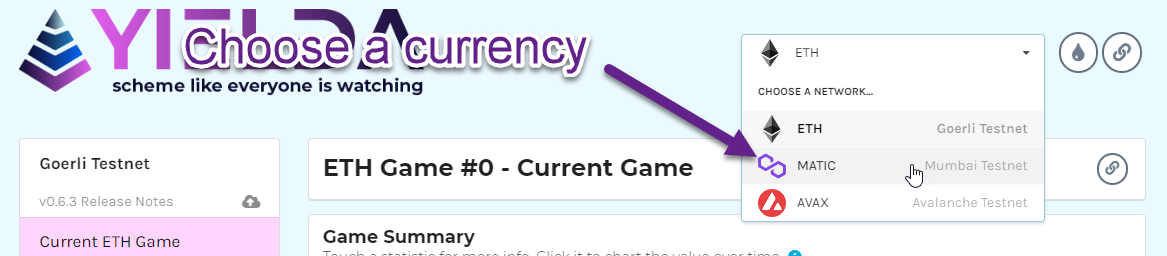 YIELDA
Choose a currency
scheme like everyone is watching
ETH
CHOOSE A NETWORK...
ETH Goerli Testnet
MATIC Mumbai Testnet
AVAX Avalanche Testnet
Goerli Testnet
v0.6.3 Release Notes
Current ETH Game
ETH Game #0 - Current Game
Game Summary
Touch a statistic for more info. Click it to chart the value over time.